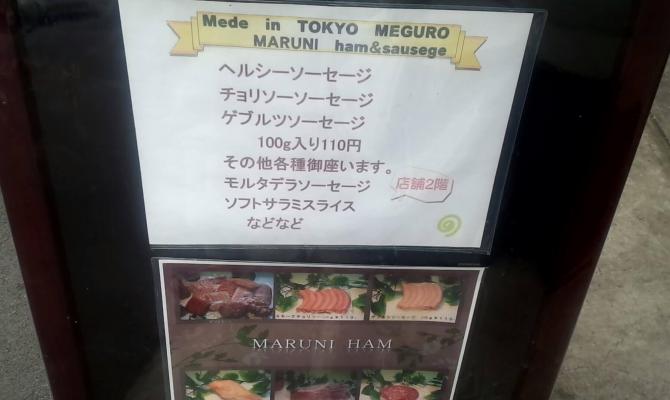 Mede in TOKYO MEGURO
MARUNI ham&sausege
ヘルシーソーセージ
チョリソーソーセージ
ゲブルツソーセージ
100g入り110円
その他各種御座います。
モルタデラソーセージ
店舗2階
ソフトサラミスライス
などなど
MARUNI HAM